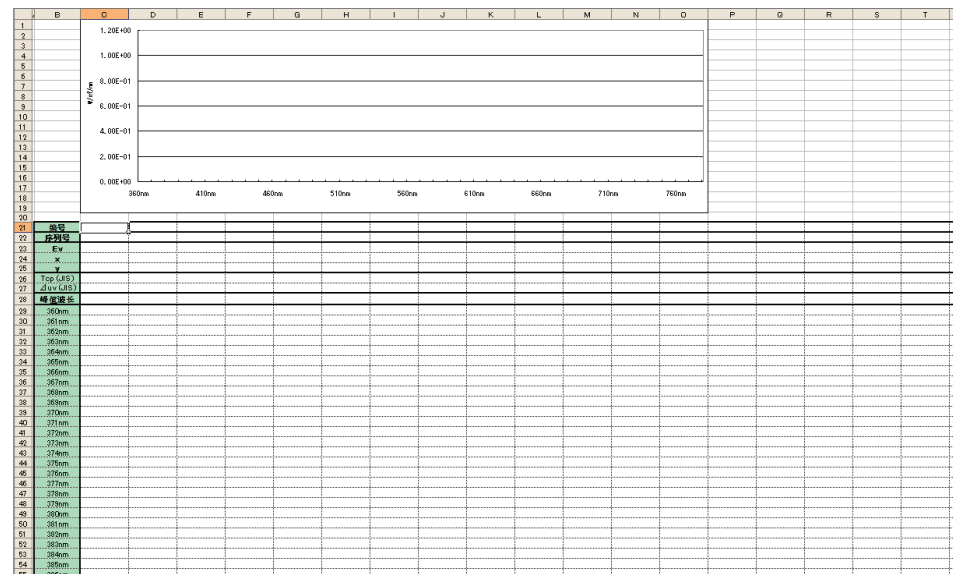 B C D E F G H I J K L M N O P Q R S T
1 1.20E+00
2
3
4 1.00E+00
5
6 8.00E-01
7
8 W/㎡/nm
9 6.00E-01
10
11 4.00E-01
12
13
14 2.00E-01
15
16 0.00E+00
17 360nm 410nm 460nm 510nm 560nm 610nm 660nm 710nm 760nm
18
19
20
21 编号
22 序列号
23 Ev
24 x
25 y
26 Tcp(JIS)
27 ⊿uv(JIS)
28 峰值波长
29 360nm
30 361nm
31 362nm
32 363nm
33 364nm
34 365nm
35 366nm
36 367nm
37 368nm
38 369nm
39 370nm
40 371nm
41 372nm
42 373nm
43 374nm
44 375nm
45 376nm
46 377nm
47 378nm
48 379nm
49 380nm
50 381nm
51 382nm
52 383nm
53 384nm
54 385nm